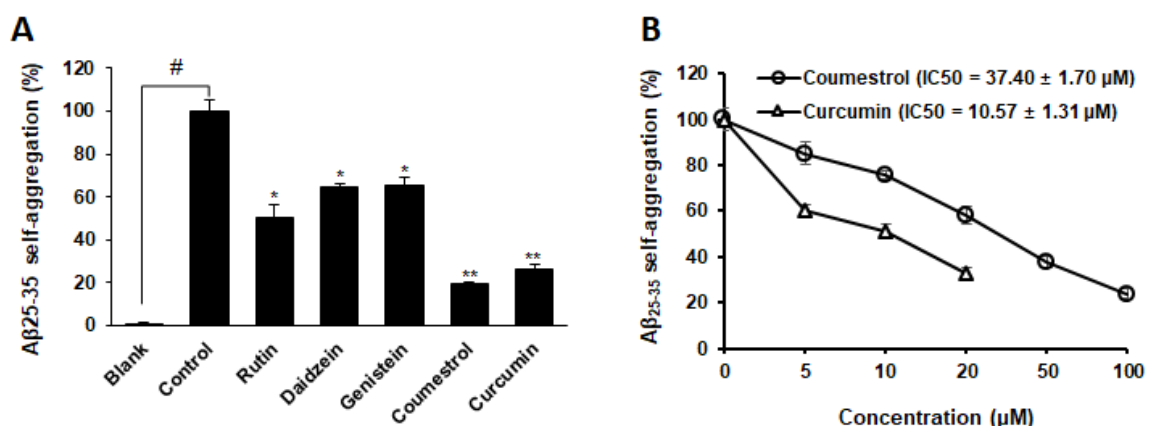 A
Aβ25-35 self-aggregation (%)
120
100
80
60
40
20
0
#
*
*
*
**
**
Blank
Control
Rutin
Daidzein
Genistein
Coumestrol
Curcumin
B
Aβ25-35 self-aggregation (%)
120
100
80
60
40
20
0
Coumestrol (IC50 = 37.40 ± 1.70 µM)
Curcumin (IC50 = 10.57 ± 1.31 µM)
0 5 10 20 50 100
Concentration (µM)